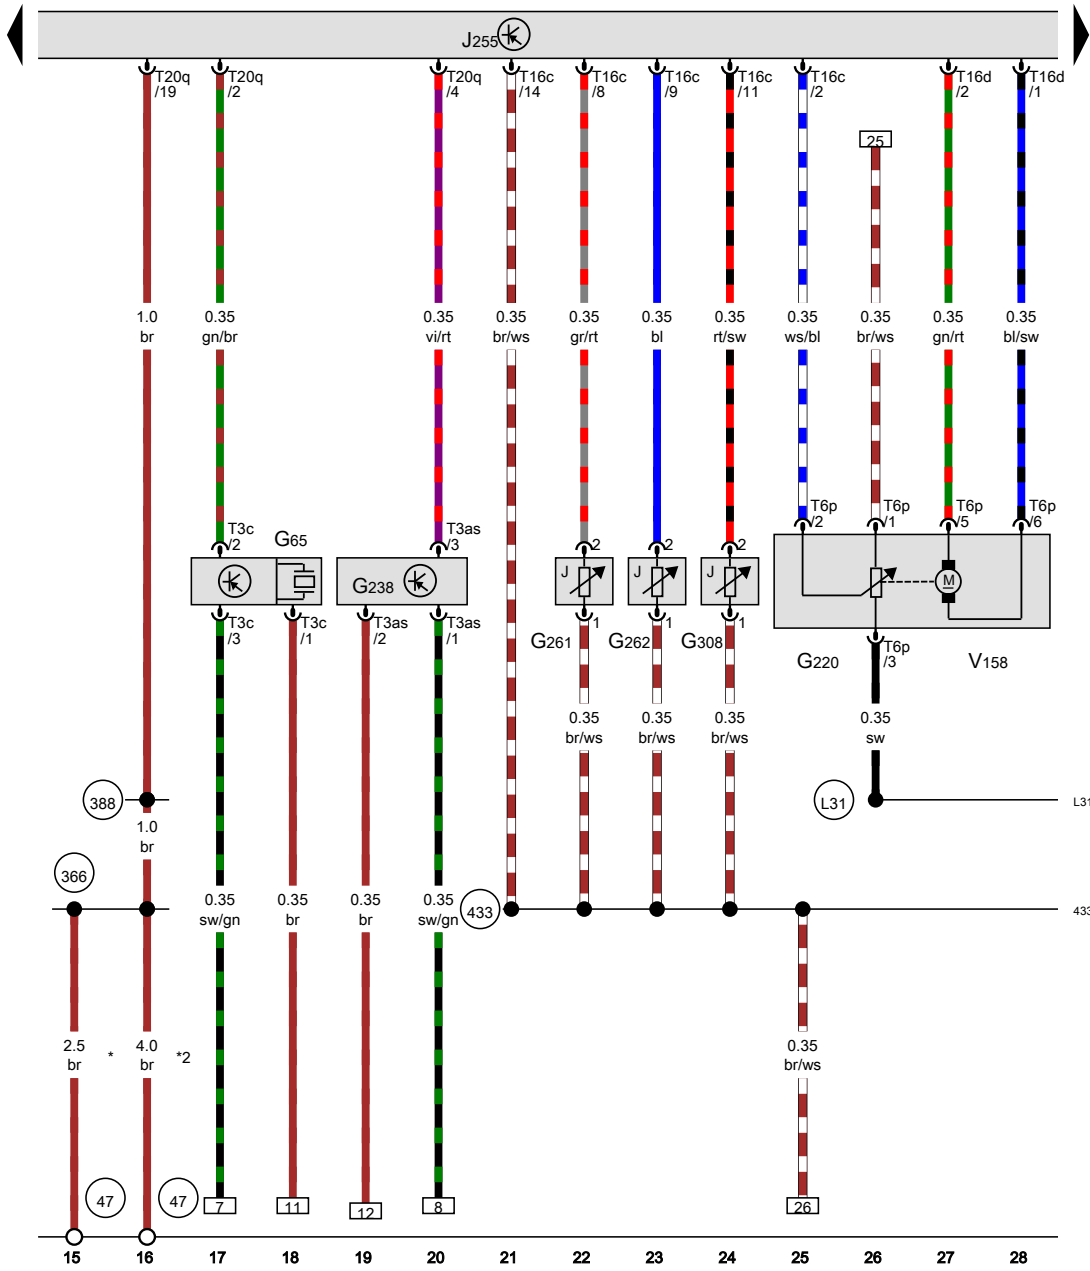 J255
T20q T20q T20q T16c T16c T16c T16c T16c T16d T16d
/19 /2 /4 /14 /8 /9 /11 /2 /2 /1
25
1.0 0.35 0.35 0.35 0.35 0.35 0.35 0.35 0.35 0.35 0.35
br gn/br vi/rt br/ws gr/rt bl rt/sw ws/bl br/ws gn/rt bl/sw
T6p T6p T6p T6p
/2 /1 /5 /6
T3c G65 T3as
/2 /3 2 2 2
G238 J J J M
T3c T3c T3as T3as 1 1 1
/3 /1 /2 /1 G261 G262 G308
T6p
/3
G220 V158
0.35 0.35 0.35 0.35
br/ws br/ws br/ws sw
388 L31 L31
1.0
br
366
0.35 0.35 0.35 0.35
sw/gn br br sw/gn
433 433
2.5 * 4.0 *2 0.35
br br br/ws
47 47 7 11 12 8 26
15 16 17 18 19 20 21 22 23 24 25 26 27 28